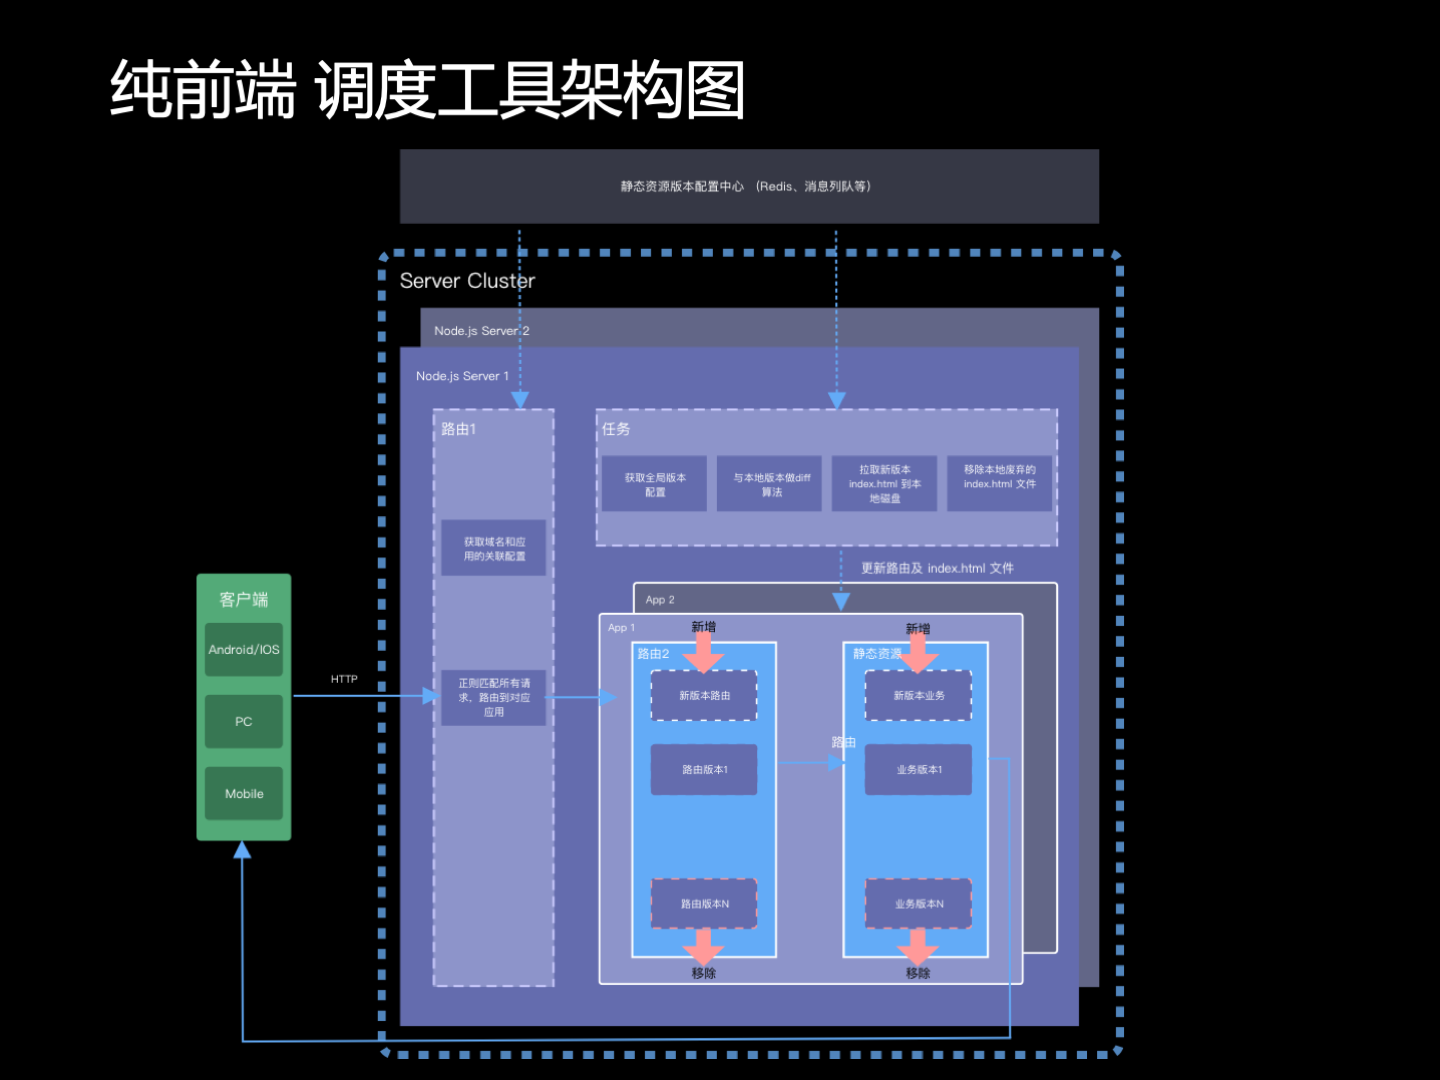 纯前端 调度工具架构图
静态资源版本配置中心 （Redis、消息列队等）
Server Cluster
Node.js Server 2
Node.js Server 1
路由1
获取域名和应
用的关联配置
正则匹配所有请
求，路由到对应
应用
任务
获取全局版本
配置
与本地版本做diff
算法
拉取新版本
index.html 到本
地磁盘
移除本地废弃的
index.html 文件
更新路由及 index.html 文件
客户端
Android/IOS
PC
Mobile
HTTP
App 2
App 1
新增
路由2
新版本路由
路由版本1
路由版本N
移除
路由
新增
静态资源
新版本业务
业务版本1
业务版本N
移除